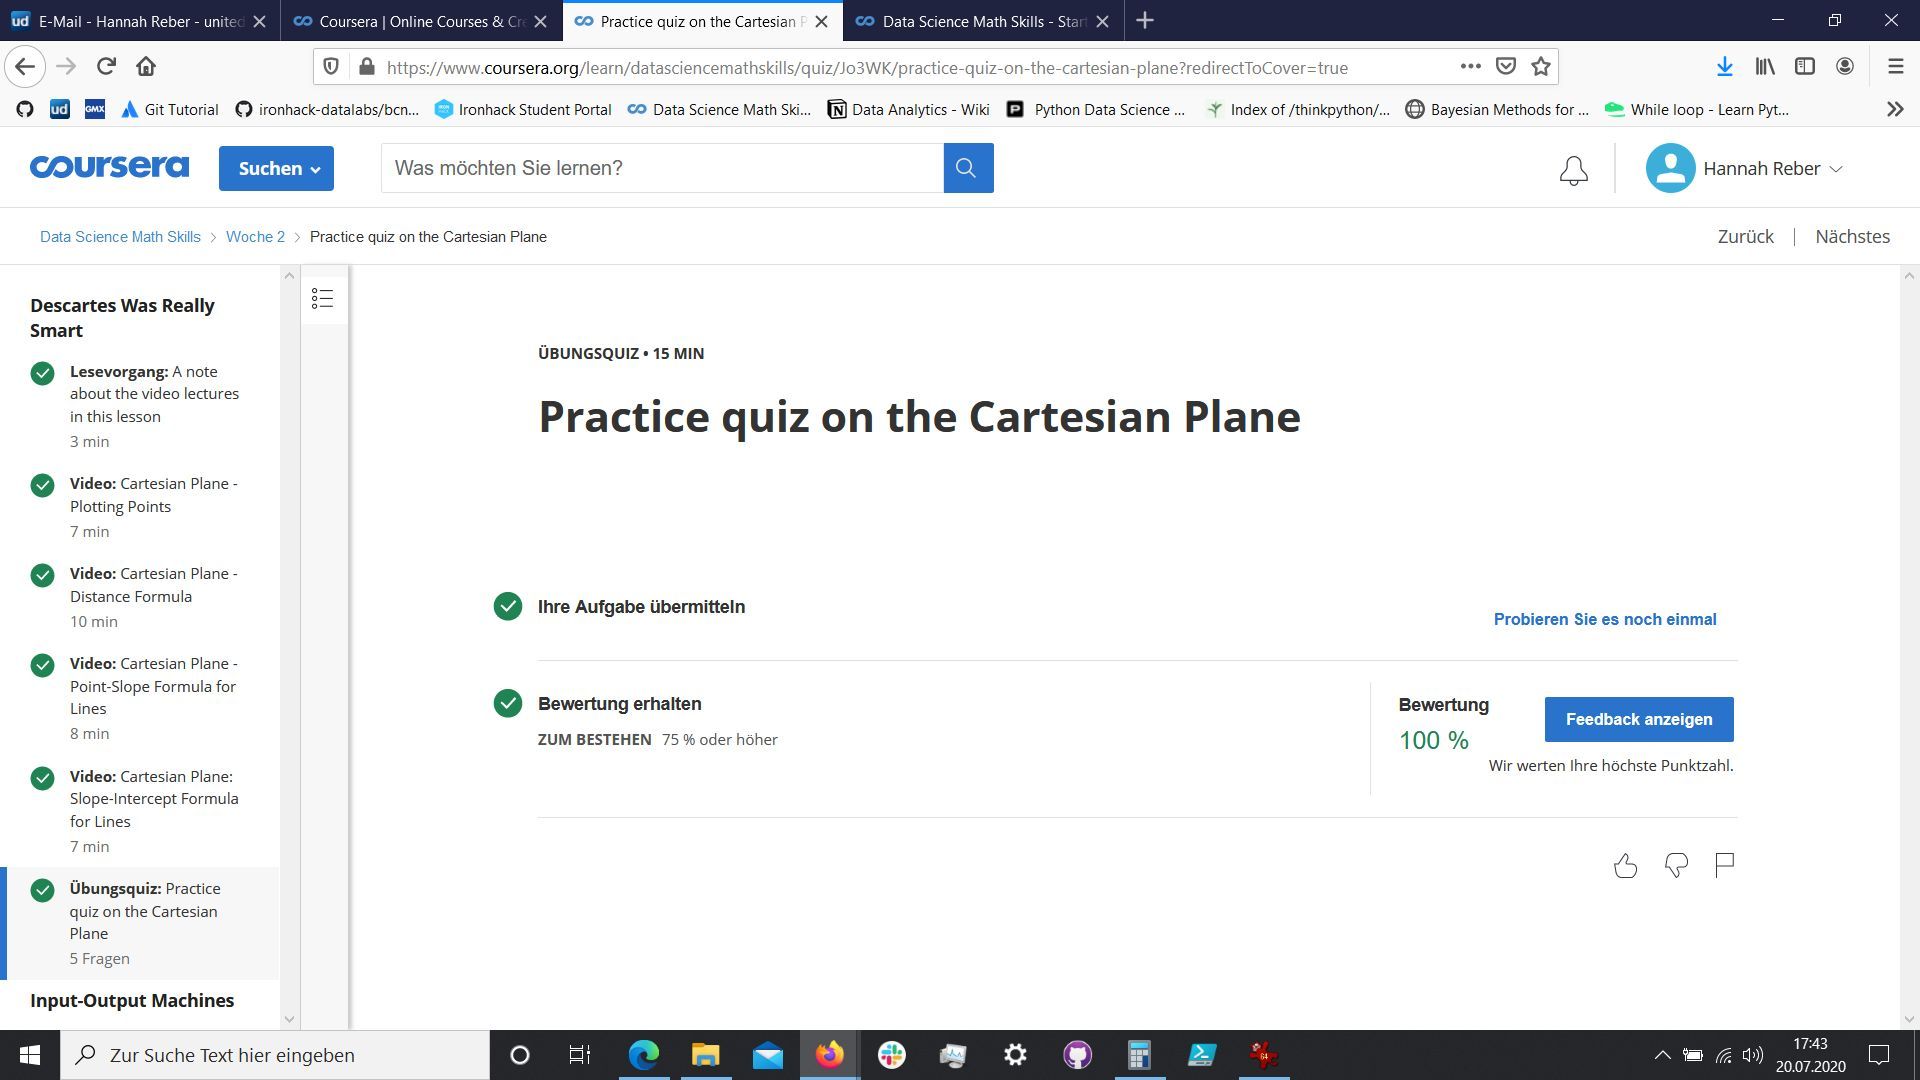 E-Mail - Hannah Reber - united
Coursera | Online Courses & Cre
Practice quiz on the Cartesian P
Data Science Math Skills - Star
https://www.coursera.org/learn/datasciencemathskills/quiz/Jo3WK/practice-quiz-on-the-cartesian-plane?redirectToCover=true
ud
GMX
Git Tutorial
ironhack-datalabs/bcn...
Ironhack Student Portal
Data Science Math Ski...
Data Analytics - Wiki
Python Data Science ...
Index of /thinkpython/...
Bayesian Methods for ...
While loop - Learn Pyt...
coursera
Suchen
Was möchten Sie lernen?
Hannah Reber
Data Science Math Skills > Woche 2 > Practice quiz on the Cartesian Plane
Zurück | Nächstes
Descartes Was Really
Smart
Lesevorgang: A note
about the video lectures
in this lesson
3 min
Video: Cartesian Plane -
Plotting Points
7 min
Video: Cartesian Plane -
Distance Formula
10 min
Video: Cartesian Plane -
Point-Slope Formula for
Lines
8 min
Video: Cartesian Plane:
Slope-Intercept Formula
for Lines
7 min
Übungsquiz: Practice
quiz on the Cartesian
Plane
5 Fragen
Input-Output Machines
ÜBUNGSQUIZ • 15 MIN
Practice quiz on the Cartesian Plane
Ihre Aufgabe übermitteln
Probieren Sie es noch einmal
Bewertung erhalten
ZUM BESTEHEN 75 % oder höher
Bewertung
100 %
Feedback anzeigen
Wir werten Ihre höchste Punktzahl.
Zur Suche Text hier eingeben
64
17:43
20.07.2020